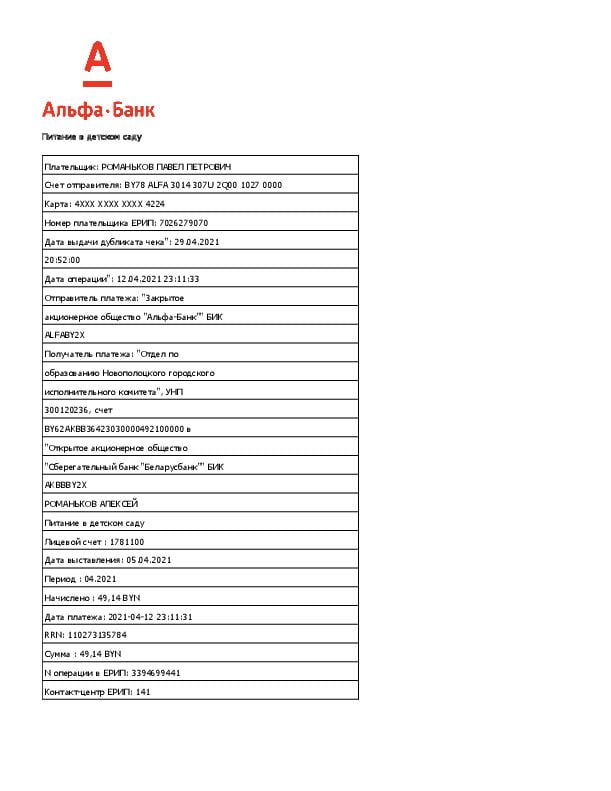 А
Альфа·Банк
Питание в детском саду
Плательщик: РОМАНЬКОВ ПАВЕЛ ПЕТРОВИЧ
Счет отправителя: BY78 ALFA 3014 307U 2Q00 1027 0000
Карта: 4XXX XXXX XXXX 4224
Номер плательщика ЕРИП: 7026279070
Дата выдачи дубликата чека": 29.04.2021
20:52:00
Дата операции": 12.04.2021 23:11:33
Отправитель платежа: "Закрытое
акционерное общество "Альфа-Банк"" БИК
ALFABY2X
Получатель платежа: "Отдел по
образованию Новополоцкого городского
исполнительного комитета", УНП
300120236, счет
BY62AKBB36423030000492100000 в
"Открытое акционерное общество
"Сберегательный банк "Беларусбанк"" БИК
AKBBBY2X
РОМАНЬКОВ АЛЕКСЕЙ
Питание в детском саду
Лицевой счет : 1781100
Дата выставления: 05.04.2021
Период : 04.2021
Начислено : 49,14 BYN
Дата платежа: 2021-04-12 23:11:31
RRN: 110273135784
Сумма : 49,14 BYN
N операции в ЕРИП: 3394699441
Контакт-центр ЕРИП: 141